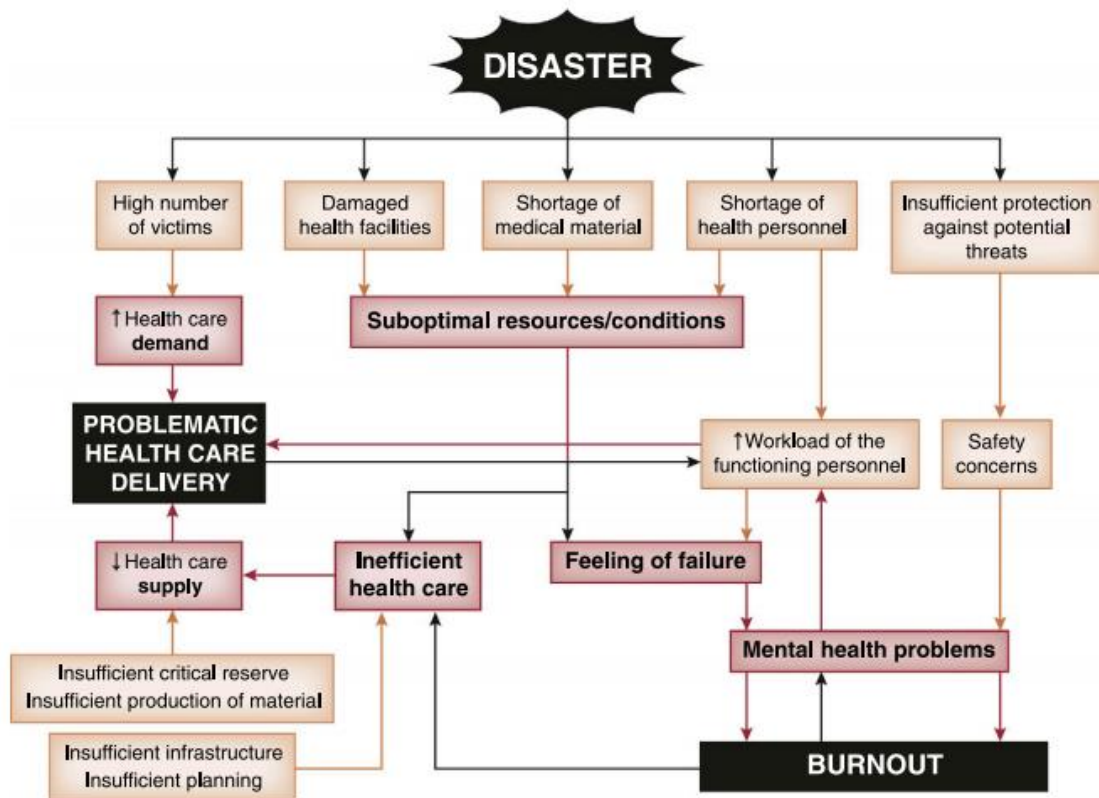 DISASTER
High number
of victims
Damaged
health facilities
Shortage of
medical material
Shortage of
health personnel
Insufficient protection
against potential
threats
↑Health care
demand
Suboptimal resources/conditions
PROBLEMATIC
HEALTH CARE
DELIVERY
↑Workload of the
functioning personnel
Safety
concerns
↓Health care
supply
Inefficient
health care
Feeling of failure
Mental health problems
Insufficient critical reserve
Insufficient production of material
Insufficient infrastructure
Insufficient planning
BURNOUT